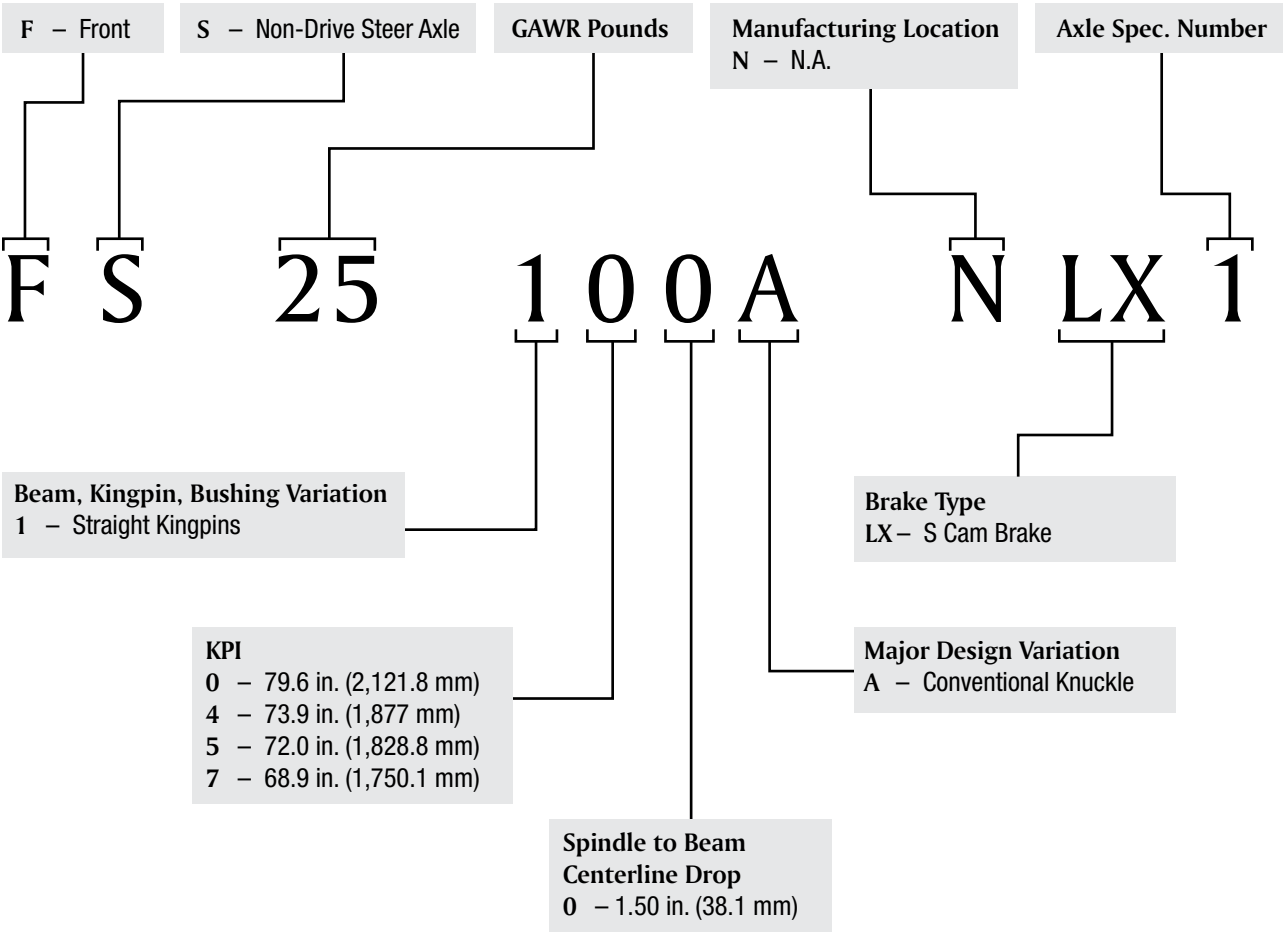 F – Front
S – Non-Drive Steer Axle
GAWR Pounds
Manufacturing Location
N – N.A.
Axle Spec. Number
F S 25 1 0 0 A N LX 1
Beam, Kingpin, Bushing Variation
1 – Straight Kingpins
Brake Type
LX – S Cam Brake
KPI
0 – 79.6 in. (2,121.8 mm)
4 – 73.9 in. (1,877 mm)
5 – 72.0 in. (1,828.8 mm)
7 – 68.9 in. (1,750.1 mm)
Major Design Variation
A – Conventional Knuckle
Spindle to Beam
Centerline Drop
0 – 1.50 in. (38.1 mm)